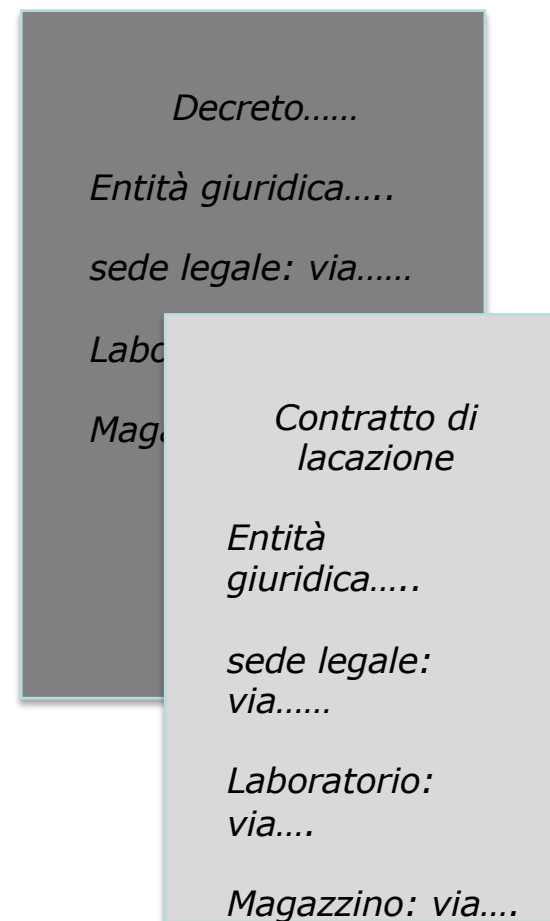 Decreto……
Entità giuridica…..
sede legale: via……
Labo
Mag
Contratto di
lacazione
Entità
giuridica…..
sede legale:
via……
Laboratorio:
via….
Magazzino: via….